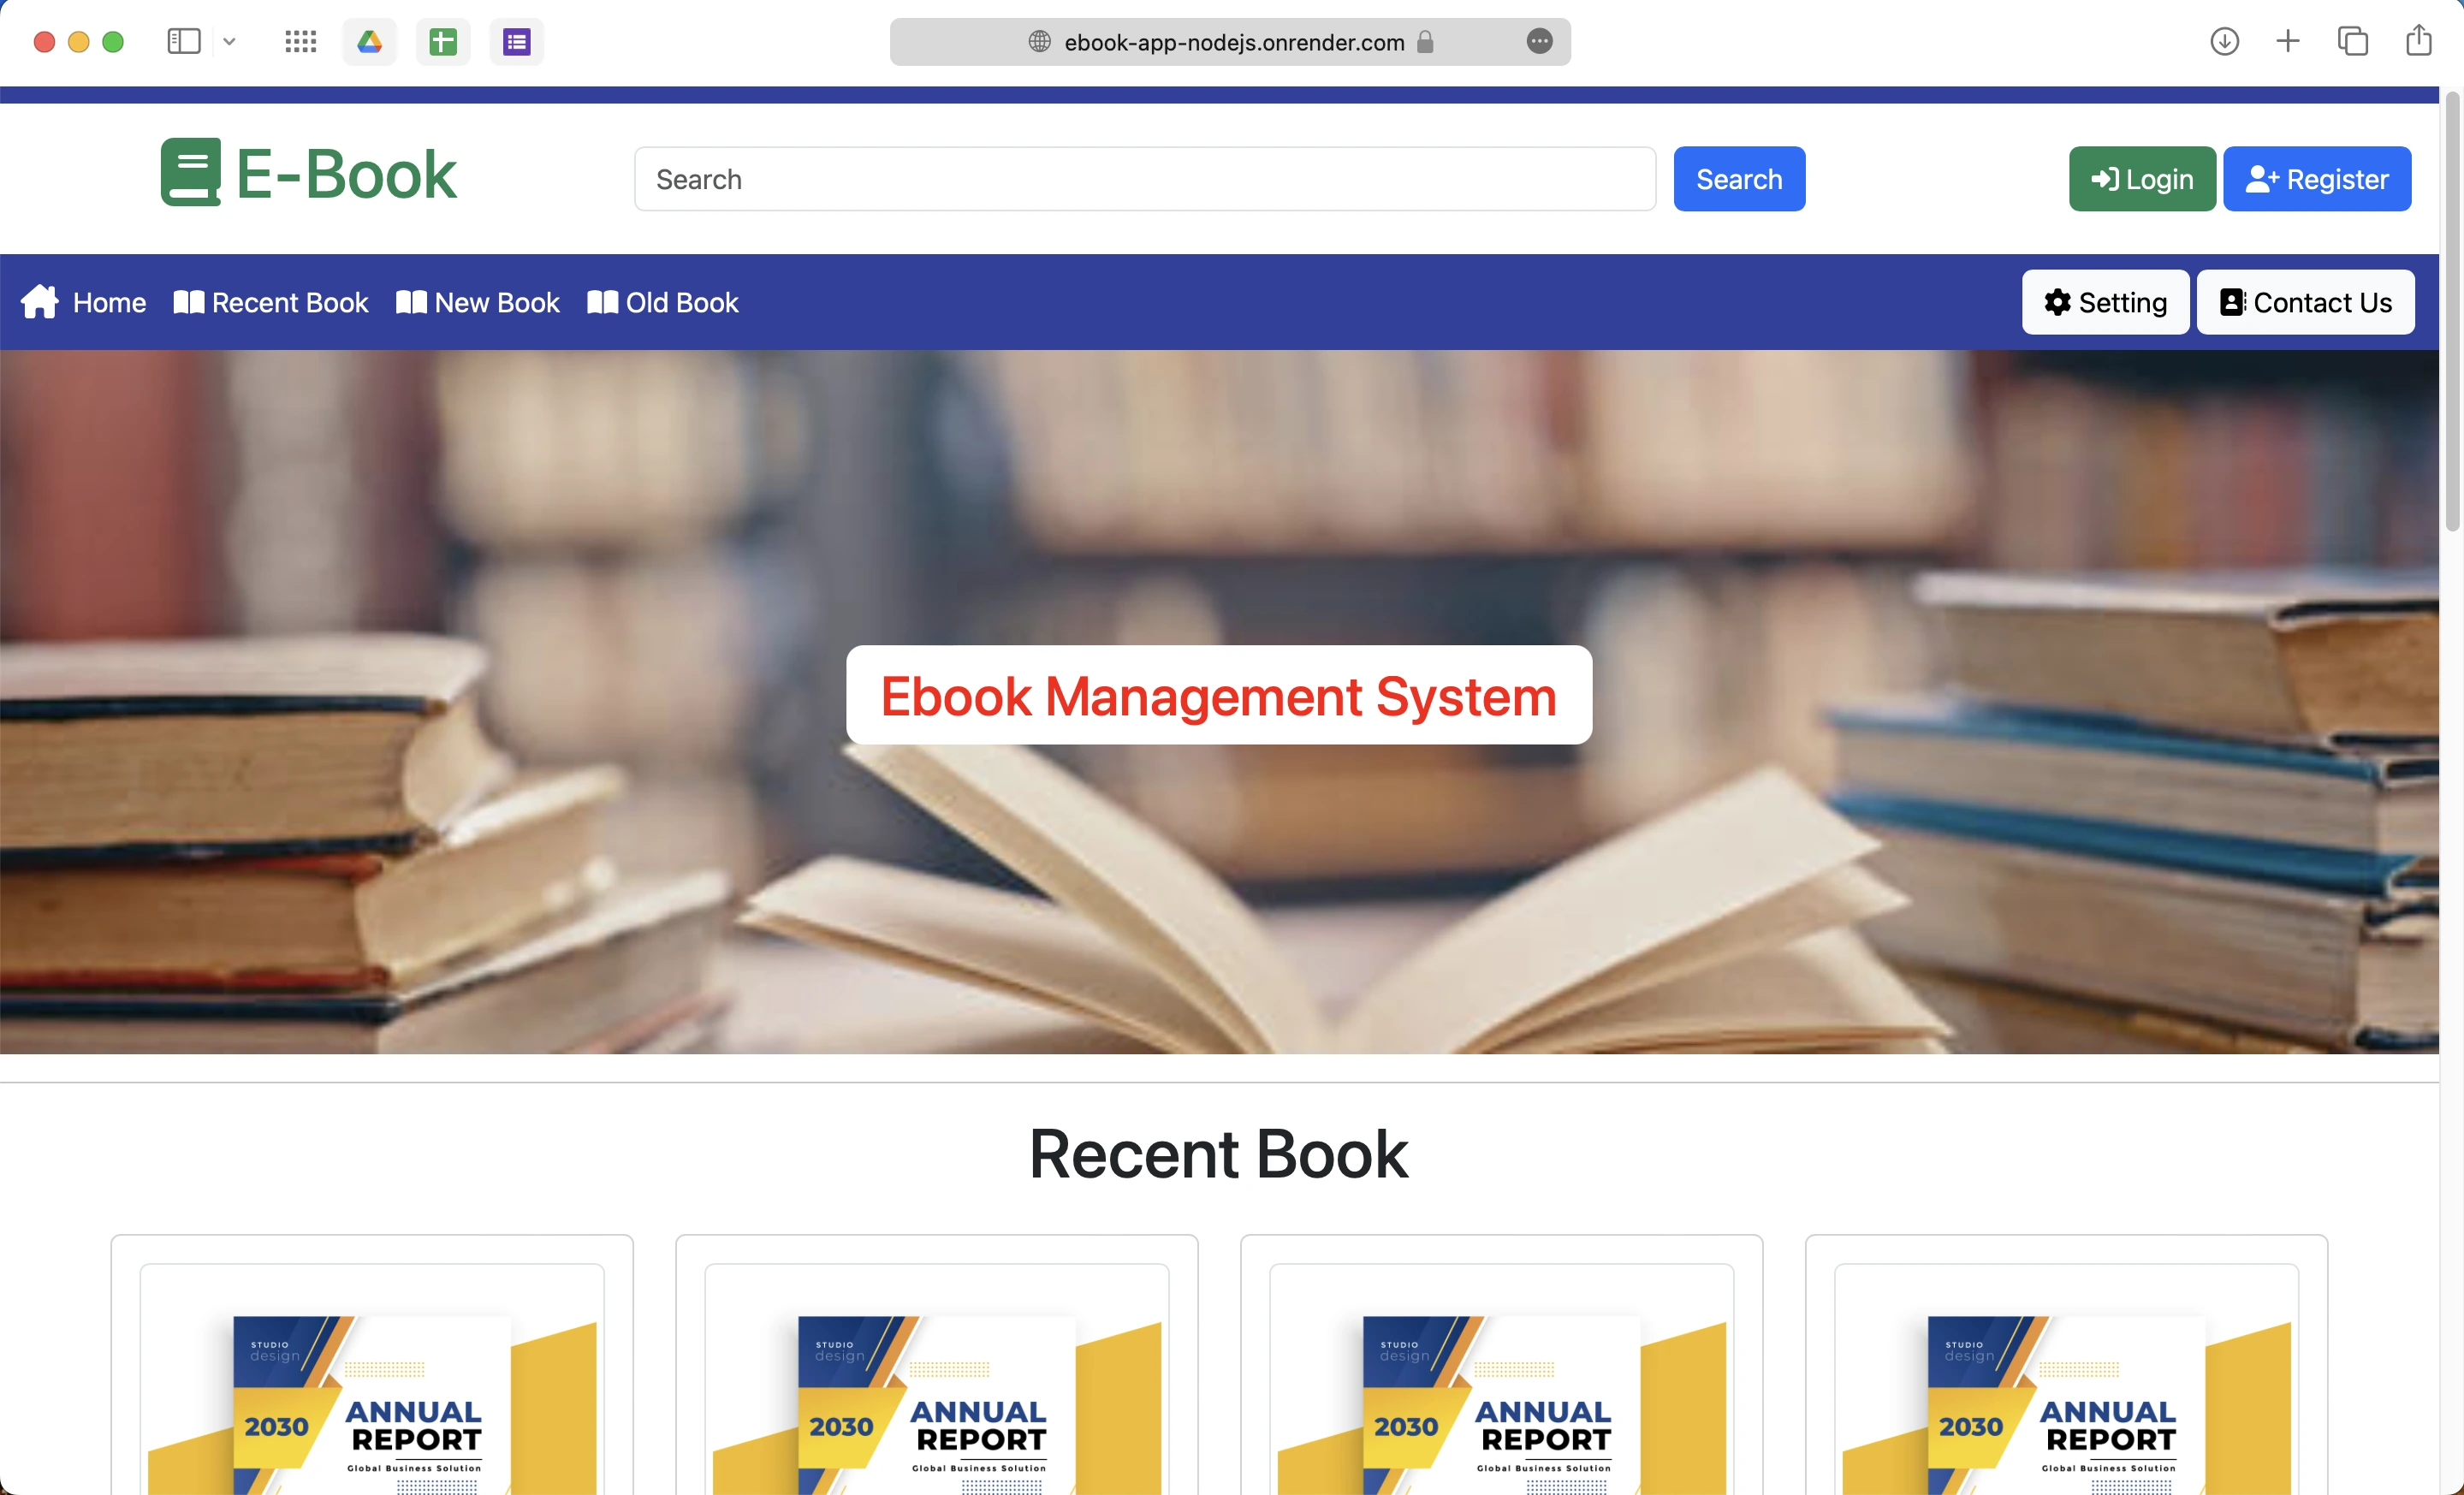 ebook-app-nodejs.onrender.com
E-Book
Search
Search
Login
Register
Home
Recent Book
New Book
Old Book
Setting
Contact Us
Ebook Management System
Recent Book
STUDIO
design
2030
ANNUAL
REPORT
Global Business Solution
STUDIO
design
2030
ANNUAL
REPORT
Global Business Solution
STUDIO
design
2030
ANNUAL
REPORT
Global Business Solution
STUDIO
design
2030
ANNUAL
REPORT
Global Business Solution